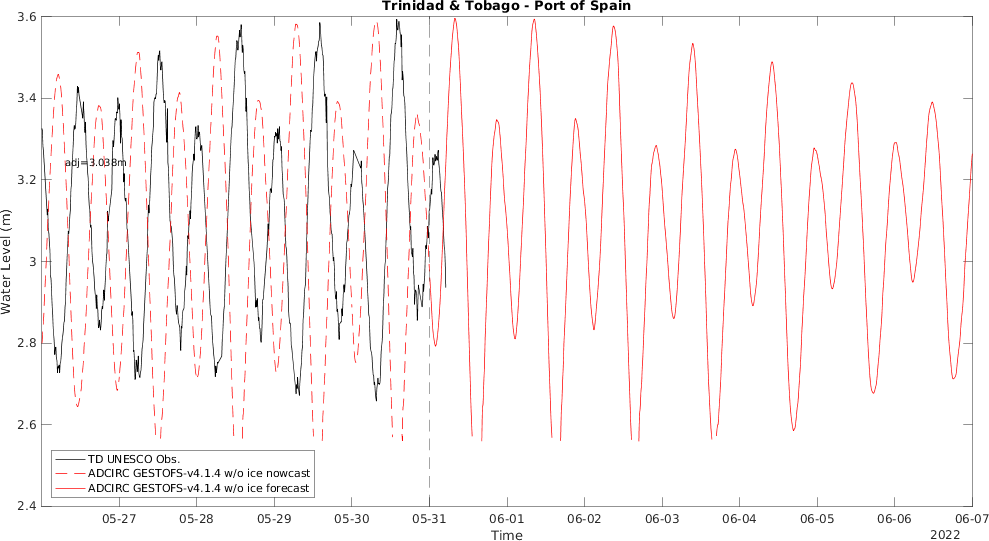 Trinidad & Tobago - Port of Spain
3.6
3.4
3.2
3
2.8
2.6
2.4
Water Level (m)
adj=3.038m
TD UNESCO Obs.
ADCIRC GESTOFS-v4.1.4 w/o ice nowcast
ADCIRC GESTOFS-v4.1.4 w/o ice forecast
05-27 05-28 05-29 05-30 05-31 06-01 06-02 06-03 06-04 06-05 06-06 06-07
Time
2022